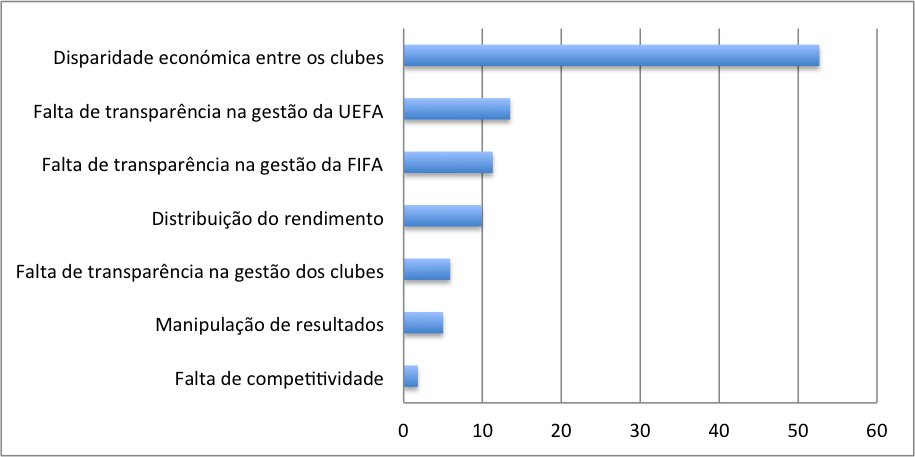 Disparidade económica entre os clubes
Falta de transparência na gestão da UEFA
Falta de transparência na gestão da FIFA
Distribuição do rendimento
Falta de transparência na gestão dos clubes
Manipulação de resultados
Falta de competitividade
0 10 20 30 40 50 60